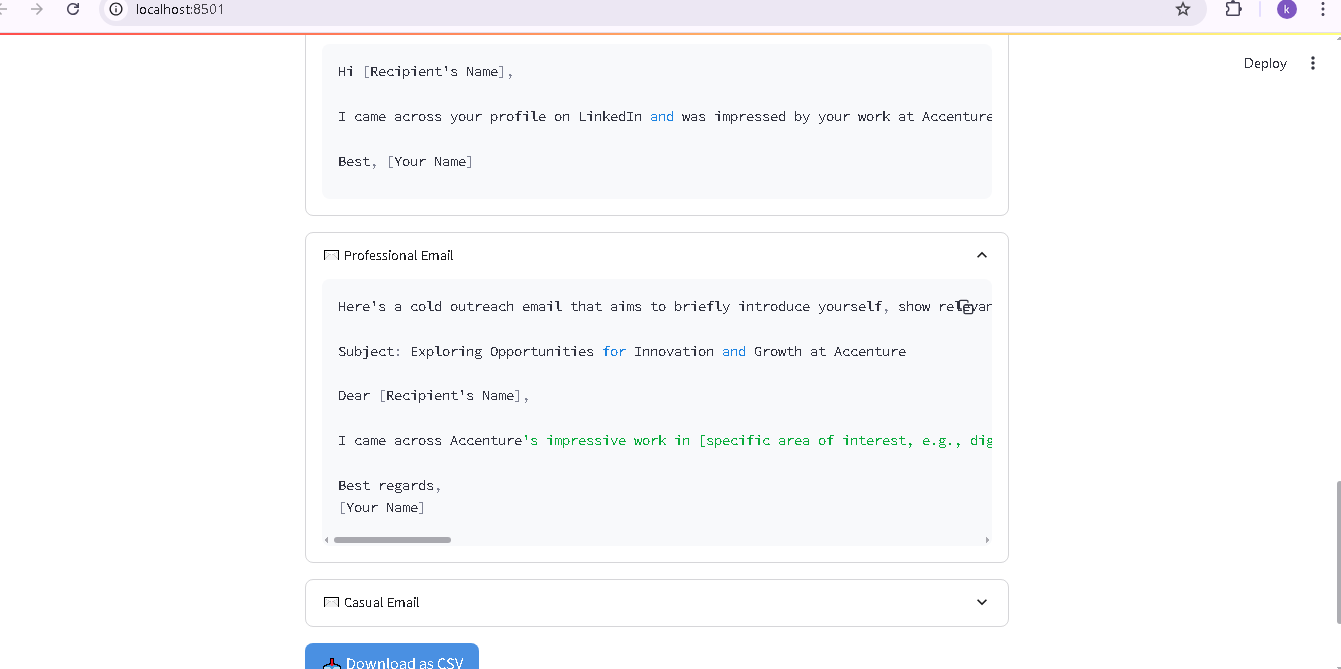 localhost:8501
k
Deploy
Hi [Recipient's Name],
I came across your profile on LinkedIn and was impressed by your work at Accenture
Best, [Your Name]
Professional Email
Here's a cold outreach email that aims to briefly introduce yourself, show
Subject: Exploring Opportunities for Innovation and Growth at Accenture
Dear [Recipient's Name],
I came across Accenture's impressive work in [specific area of interest, e.g., dig
Best regards,
[Your Name]
Casual Email
Download as CSV